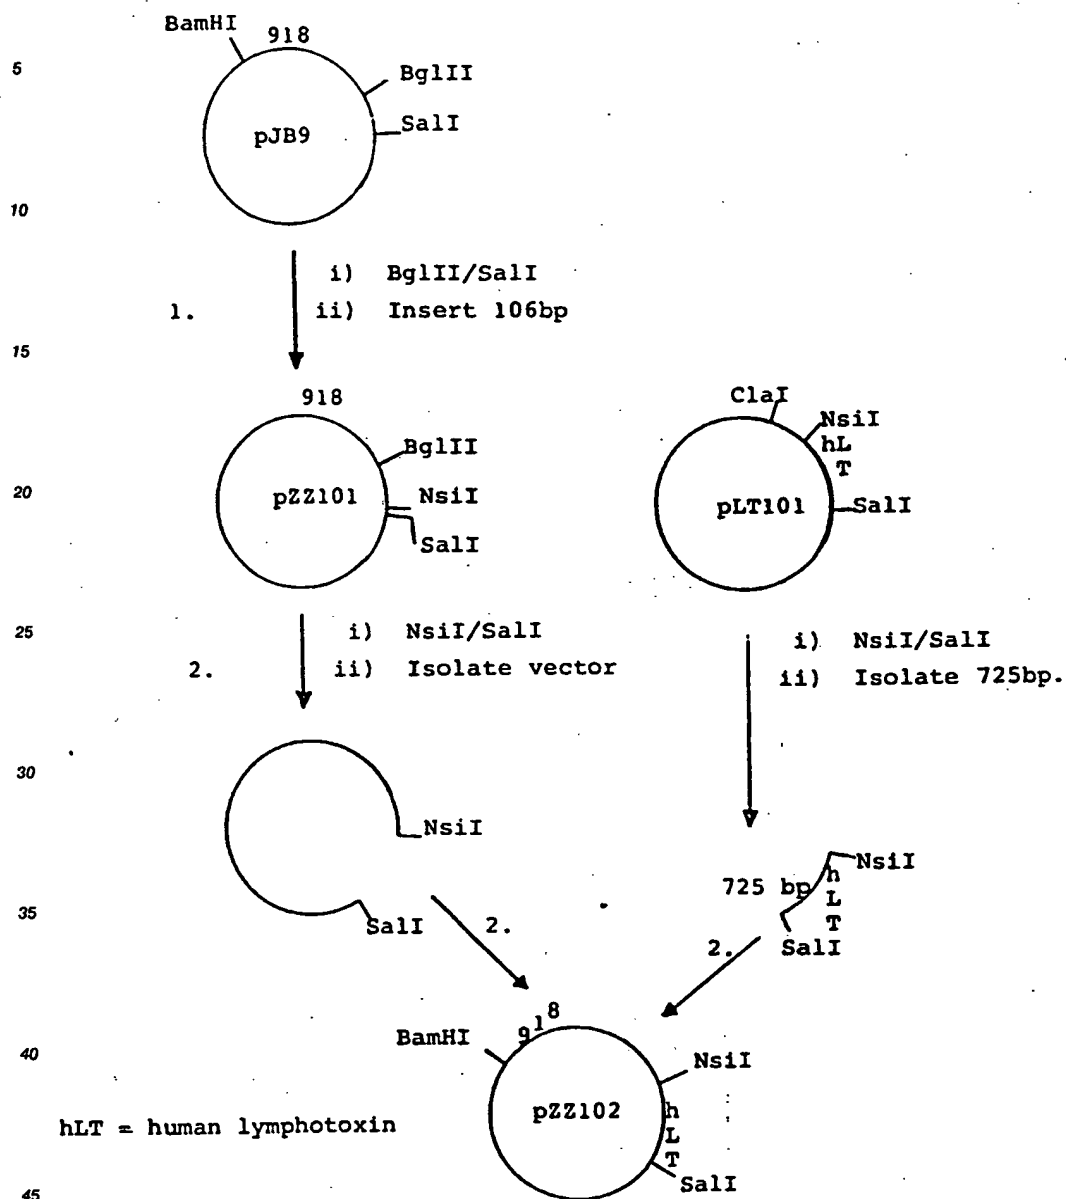 BamHI
918
5
BglII
SalI
pJB9
10
i) BglII/SalI
1.
ii) Insert 106bp
15
918
ClaI
NsiI
hL
T
BglII
20
pZZ101
NsiI
pLT101
SalI
SalI
25
i) NsiI/SalI
i) NsiI/SalI
2.
ii) Isolate vector
ii) Isolate 725bp.
30
NsiI
NsiI
725 bp
h
L
T
35
SalI
2.
2.
SalI
918
BamHI
40
NsiI
pZZ102
h
L
T
hLT = human lymphotoxin
SalI
45